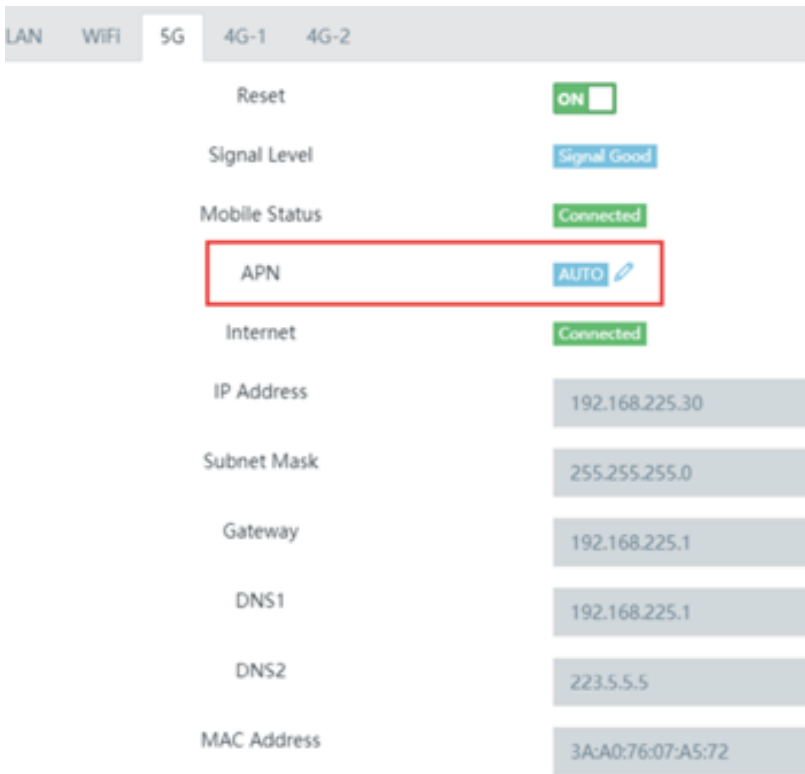 LAN WiFi 5G 4G-1 4G-2
Reset ON
Signal Level Signal Good
Mobile Status Connected
APN AUTO
Internet Connected
IP Address 192.168.225.30
Subnet Mask 255.255.255.0
Gateway 192.168.225.1
DNS1 192.168.225.1
DNS2 223.5.5.5
MAC Address 3A:A0:76:07:A5:72